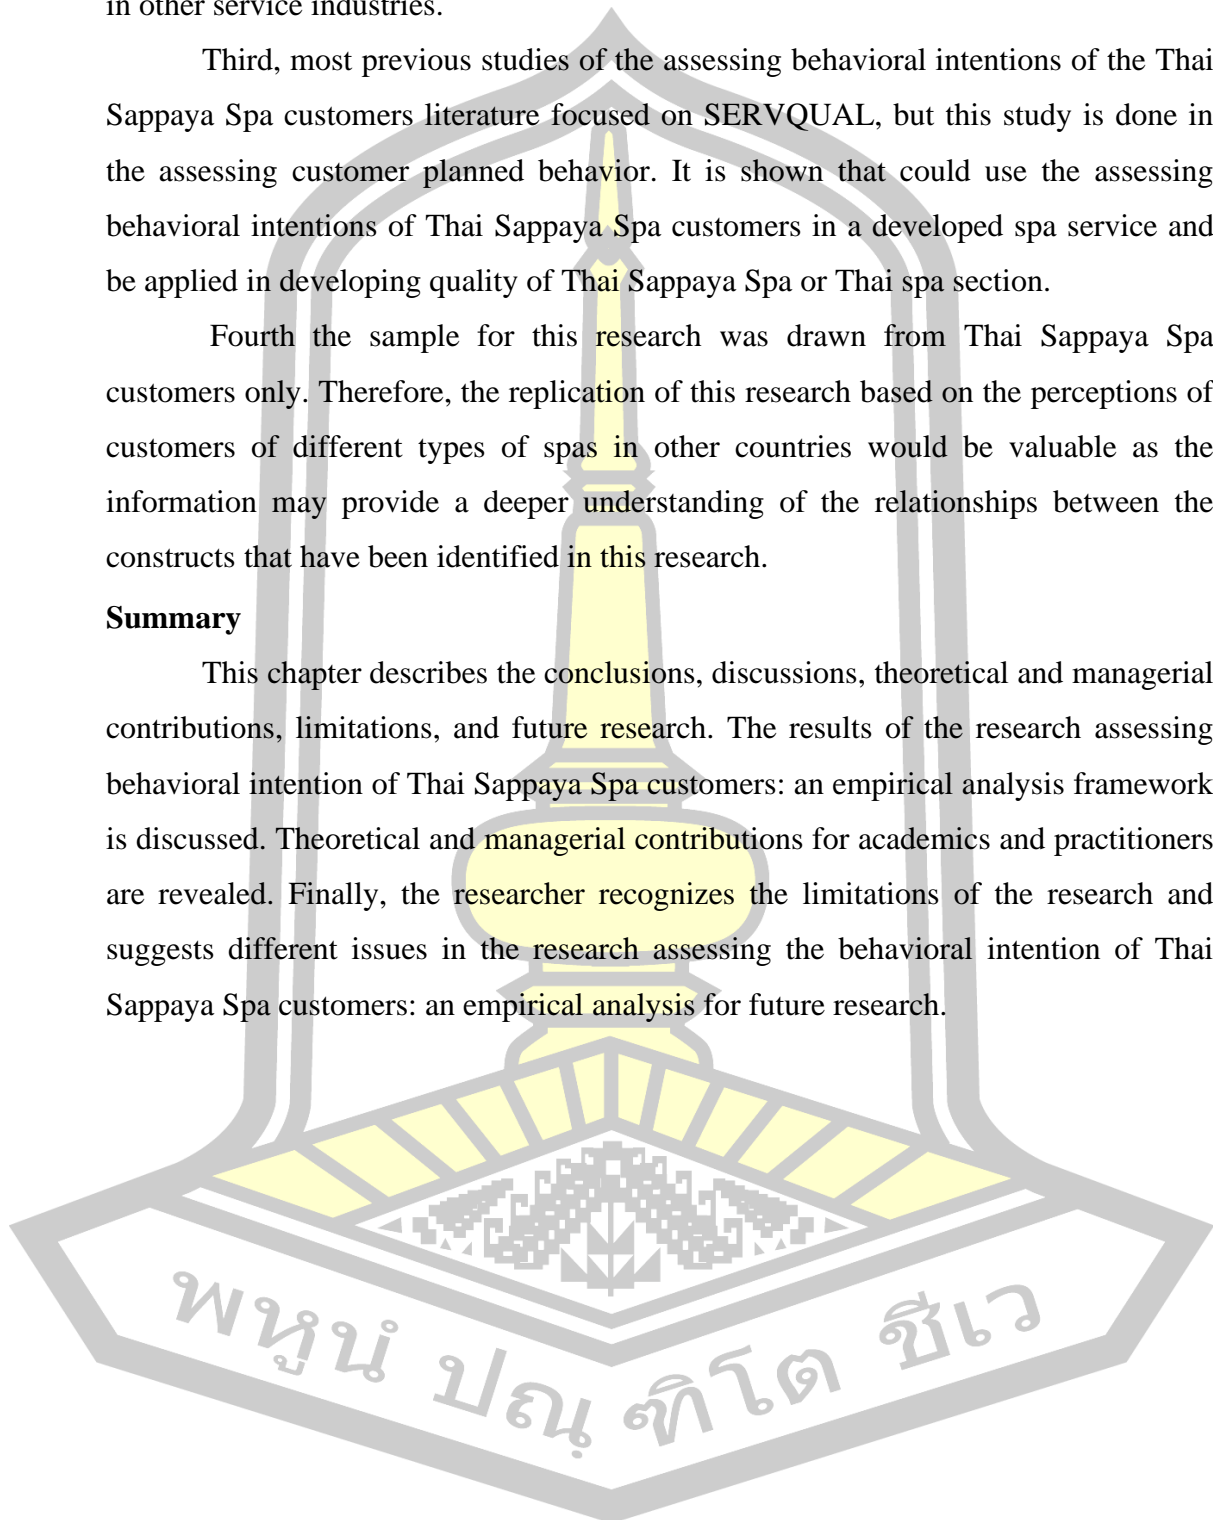 in other service industries.
Third, most previous studies of the assessing behavioral intentions of the Thai
Sappaya Spa customers literature focused on SERVQUAL, but this study is done in
the assessing customer planned behavior. It is shown that could use the assessing
behavioral intentions of Thai Sappaya Spa customers in a developed spa service and
be applied in developing quality of Thai Sappaya Spa or Thai spa section.
Fourth the sample for this research was drawn from Thai Sappaya Spa
customers only. Therefore, the replication of this research based on the perceptions of
customers of different types of spas in other countries would be valuable as the
information may provide a deeper understanding of the relationships between the
constructs that have been identified in this research.
Summary
This chapter describes the conclusions, discussions, theoretical and managerial
contributions, limitations, and future research. The results of the research assessing
behavioral intention of Thai Sappaya Spa customers: an empirical analysis framework
is discussed. Theoretical and managerial contributions for academics and practitioners
are revealed. Finally, the researcher recognizes the limitations of the research and
suggests different issues in the research assessing the behavioral intention of Thai
Sappaya Spa customers: an empirical analysis for future research.
พหูนํ ปณฺฑิโต ชีเว